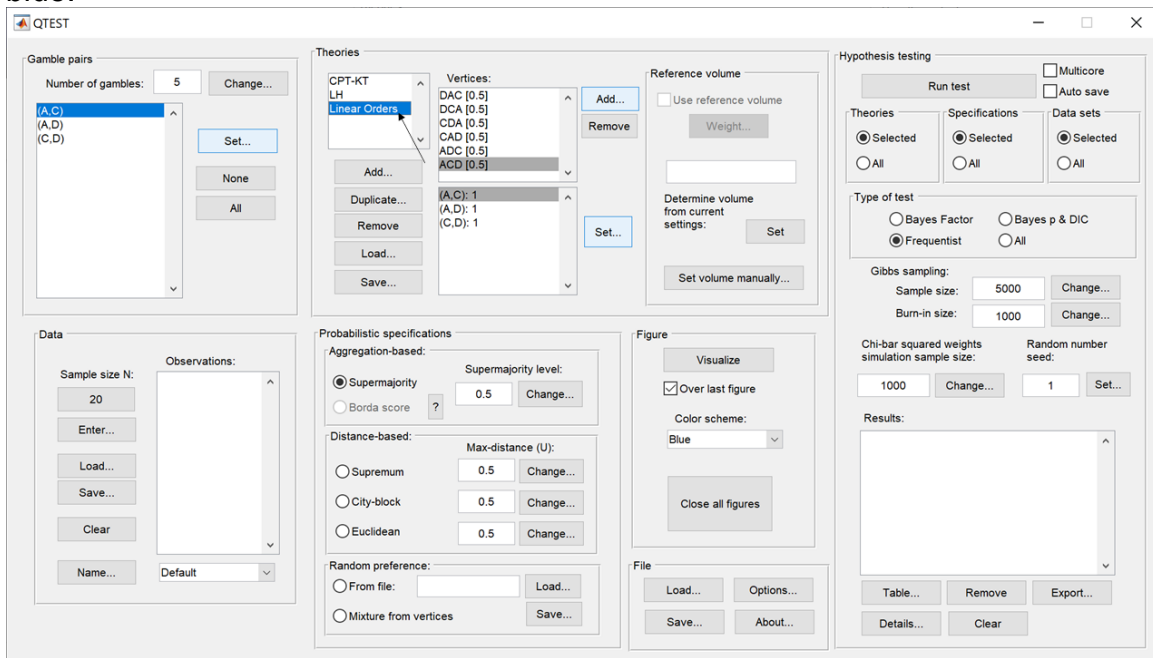 QTEST
Gamble pairs
Number of gambles: 5 Change...
(A,C)
(A,D)
(C,D)
Set...
None
All
Theories
CPT-KT
LH
Linear Orders
Add...
Duplicate...
Remove
Load...
Save...
Vertices:
DAC [0.5]
DCA [0.5]
CDA [0.5]
CAD [0.5]
ADC [0.5]
ACD [0.5]
Add...
Remove
(A,C): 1
(A,D): 1
(C,D): 1
Set...
Reference volume
Use reference volume
Weight...
Determine volume
from current
settings: Set
Set volume manually...
Hypothesis testing
Run test
Multicore
Auto save
Theories
Selected
All
Specifications
Selected
All
Data sets
Selected
All
Type of test
Bayes Factor Bayes p & DIC
Frequentist All
Gibbs sampling:
Sample size: 5000 Change...
Burn-in size: 1000 Change...
Chi-bar squared weights
simulation sample size:
1000 Change...
Random number
seed:
1 Set...
Results:
Table... Remove Export...
Details... Clear
Data
Sample size N:
20
Enter...
Load...
Save...
Clear
Name...
Observations:
Default
Probabilistic specifications
Aggregation-based:
Supermajority
Borda score ?
Supermajority level:
0.5 Change...
Distance-based:
Max-distance (U):
Supremum 0.5 Change...
City-block 0.5 Change...
Euclidean 0.5 Change...
Random preference:
From file: Load...
Mixture from vertices Save...
Figure
Visualize
Over last figure
Color scheme:
Blue
Close all figures
File
Load... Options...
Save... About...